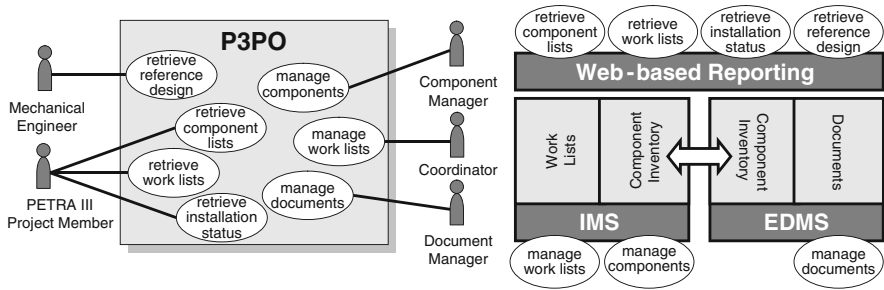 P3PO
retrieve
reference
design
manage
components
retrieve
component
lists
manage
work lists
retrieve
work lists
manage
documents
retrieve
installation
status
Mechanical
Engineer
PETRA III
Project Member
Component
Manager
Coordinator
Document
Manager
retrieve
component
lists
retrieve
work lists
retrieve
installation
status
retrieve
reference
design
Web-based Reporting
Work
Lists
Component
Inventory
Component
Inventory
Documents
IMS
EDMS
manage
work lists
manage
components
manage
documents